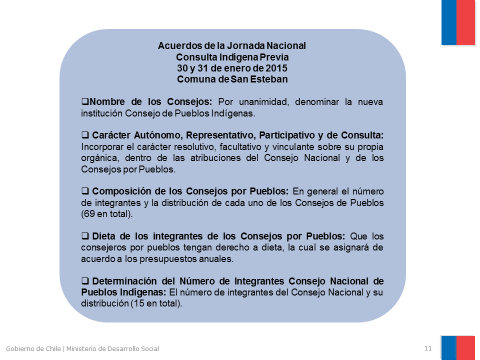 Acuerdos de la Jornada Nacional
Consulta Indígena Previa
30 y 31 de enero de 2015
Comuna de San Esteban
❑Nombre de los Consejos: Por unanimidad, denominar la nueva
institución Consejo de Pueblos Indígenas.
❑ Carácter Autónomo, Representativo, Participativo y de Consulta:
Incorporar el carácter resolutivo, facultativo y vinculante sobre su propia
orgánica, dentro de las atribuciones del Consejo Nacional y de los
Consejos por Pueblos.
❑ Composición de los Consejos por Pueblos: En general el número
de integrantes y la distribución de cada uno de los Consejos de Pueblos
(69 en total).
❑ Dieta de los integrantes de los Consejos por Pueblos: Que los
consejeros por pueblos tengan derecho a dieta, la cual se asignará de
acuerdo a los presupuestos anuales.
❑ Determinación del Número de Integrantes Consejo Nacional de
Pueblos Indígenas: El número de integrantes del Consejo Nacional y su
distribución (15 en total).
Gobierno de Chile | Ministerio de Desarrollo Social
11